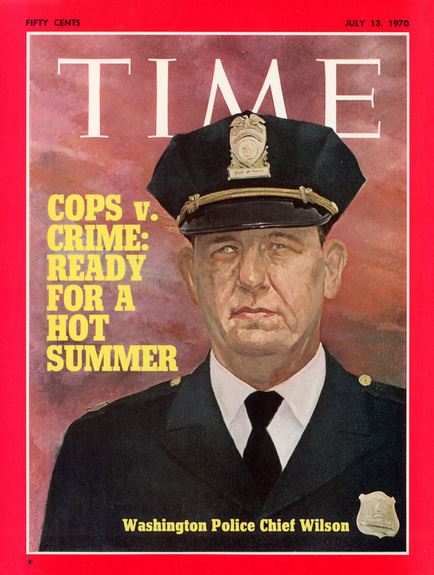 FIFTY CENTS JULY 13, 1970
TIME
COPS v.
CRIME:
READY
FOR A
HOT
SUMMER
Washington Police Chief Wilson